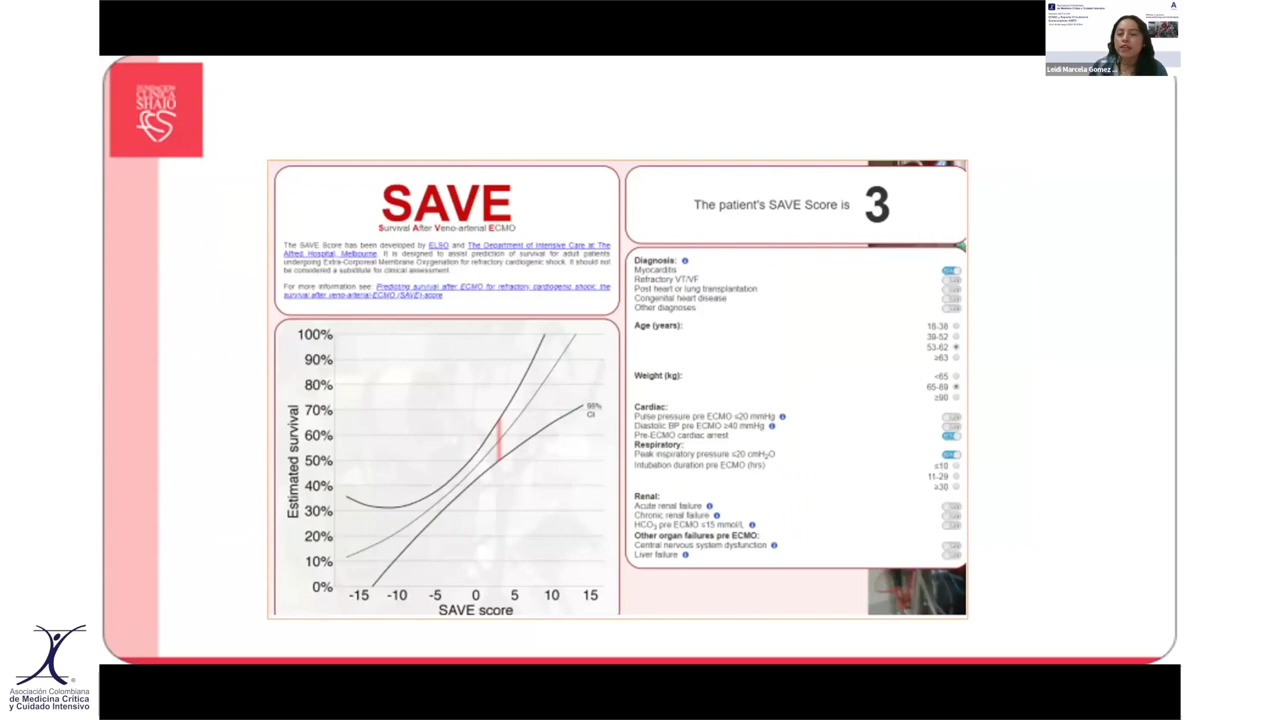 FUNDACIÓN
CLÍNICA
SHAIO
Leidi Marcela Gomez ...
SAVE
Survival After Veno-arterial ECMO
The SAVE Score has been developed by ELSO and The Department of Intensive Care at The
Alfred Hospital, Melbourne. It is designed to assist prediction of survival for adult patients
undergoing Extra-Corporeal Membrane Oxygenation for refractory cardiogenic shock. It should not
be considered a substitute for clinical assessment.
For more information see: Predicting survival after ECMO for refractory cardiogenic shock: the
survival after veno-arterial-ECMO (SAVE)-score
100%
90%
80%
70%
60%
50%
40%
30%
20%
10%
0%
Estimated survival
95%
CI
-15 -10 -5 0 5 10 15
SAVE score
The patient's SAVE Score is 3
Diagnosis:
Myocarditis
Refractory VT/VF
Post heart or lung transplantation
Congenital heart disease
Other diagnoses
Age (years):
18-38
39-52
53-62
≥63
Weight (kg):
<65
65-89
≥90
Cardiac:
Pulse pressure pre ECMO ≤20 mmHg
Diastolic BP pre ECMO ≥40 mmHg
Pre-ECMO cardiac arrest
Respiratory:
Peak inspiratory pressure ≤20 cmH₂O
Intubation duration pre ECMO (hrs)
≤10
11-29
≥30
Renal:
Acute renal failure
Chronic renal failure
HCO₃ pre ECMO ≤15 mmol/L
Other organ failures pre ECMO:
Central nervous system dysfunction
Liver failure
Asociación Colombiana
de Medicina Crítica
y Cuidado Intensivo